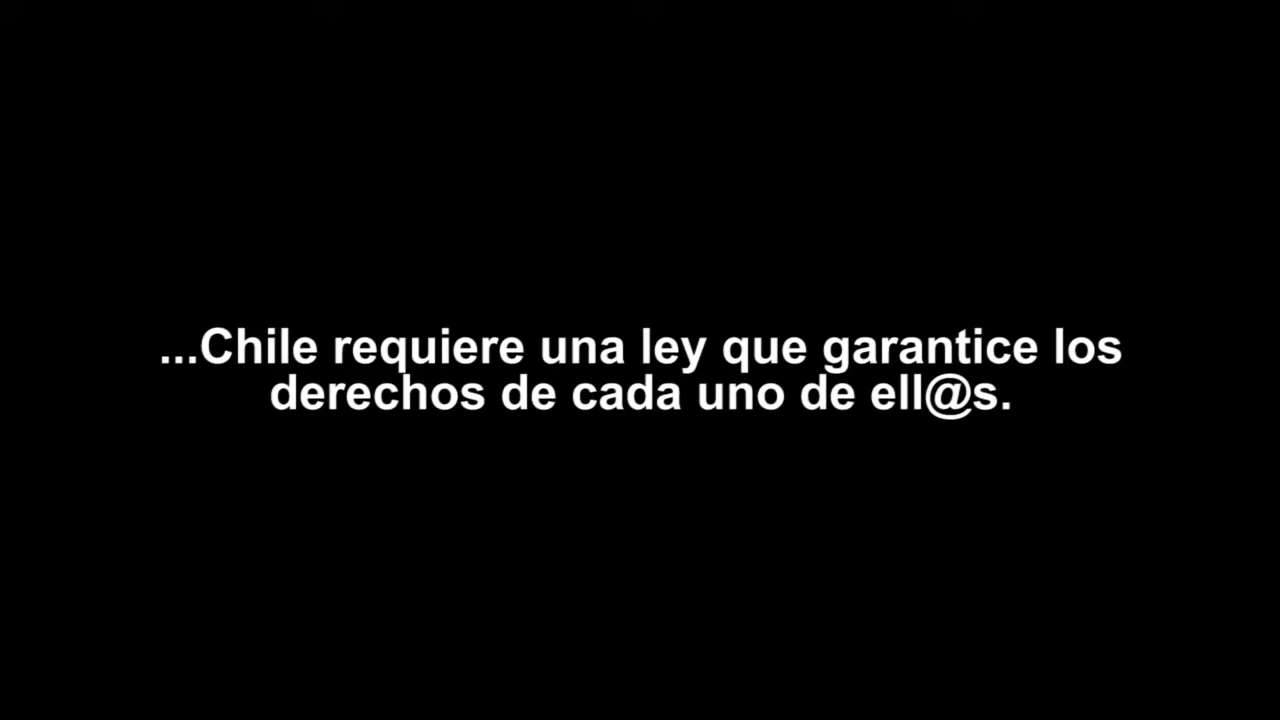 ...Chile requiere una ley que garantice los
derechos de cada uno de ell@s.